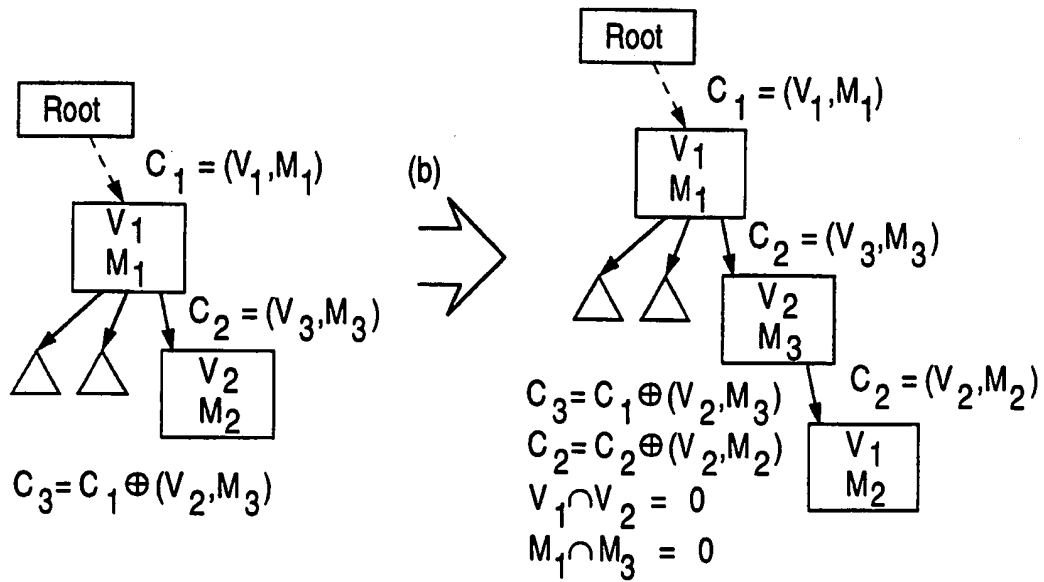 Root
C₁ = (V₁,M₁)
V₁
M₁
C₂ = (V₃,M₃)
V₂
M₂
C₃= C₁ ⊕ (V₂,M₃)
(b)
Root
C₁ = (V₁,M₁)
V₁
M₁
C₂ = (V₃,M₃)
V₂
M₃
C₂ = (V₂,M₂)
V₁
M₂
C₃= C₁ ⊕ (V₂,M₃)
C₂= C₂ ⊕ (V₂,M₂)
V₁∩V₂ = 0
M₁∩M₃ = 0